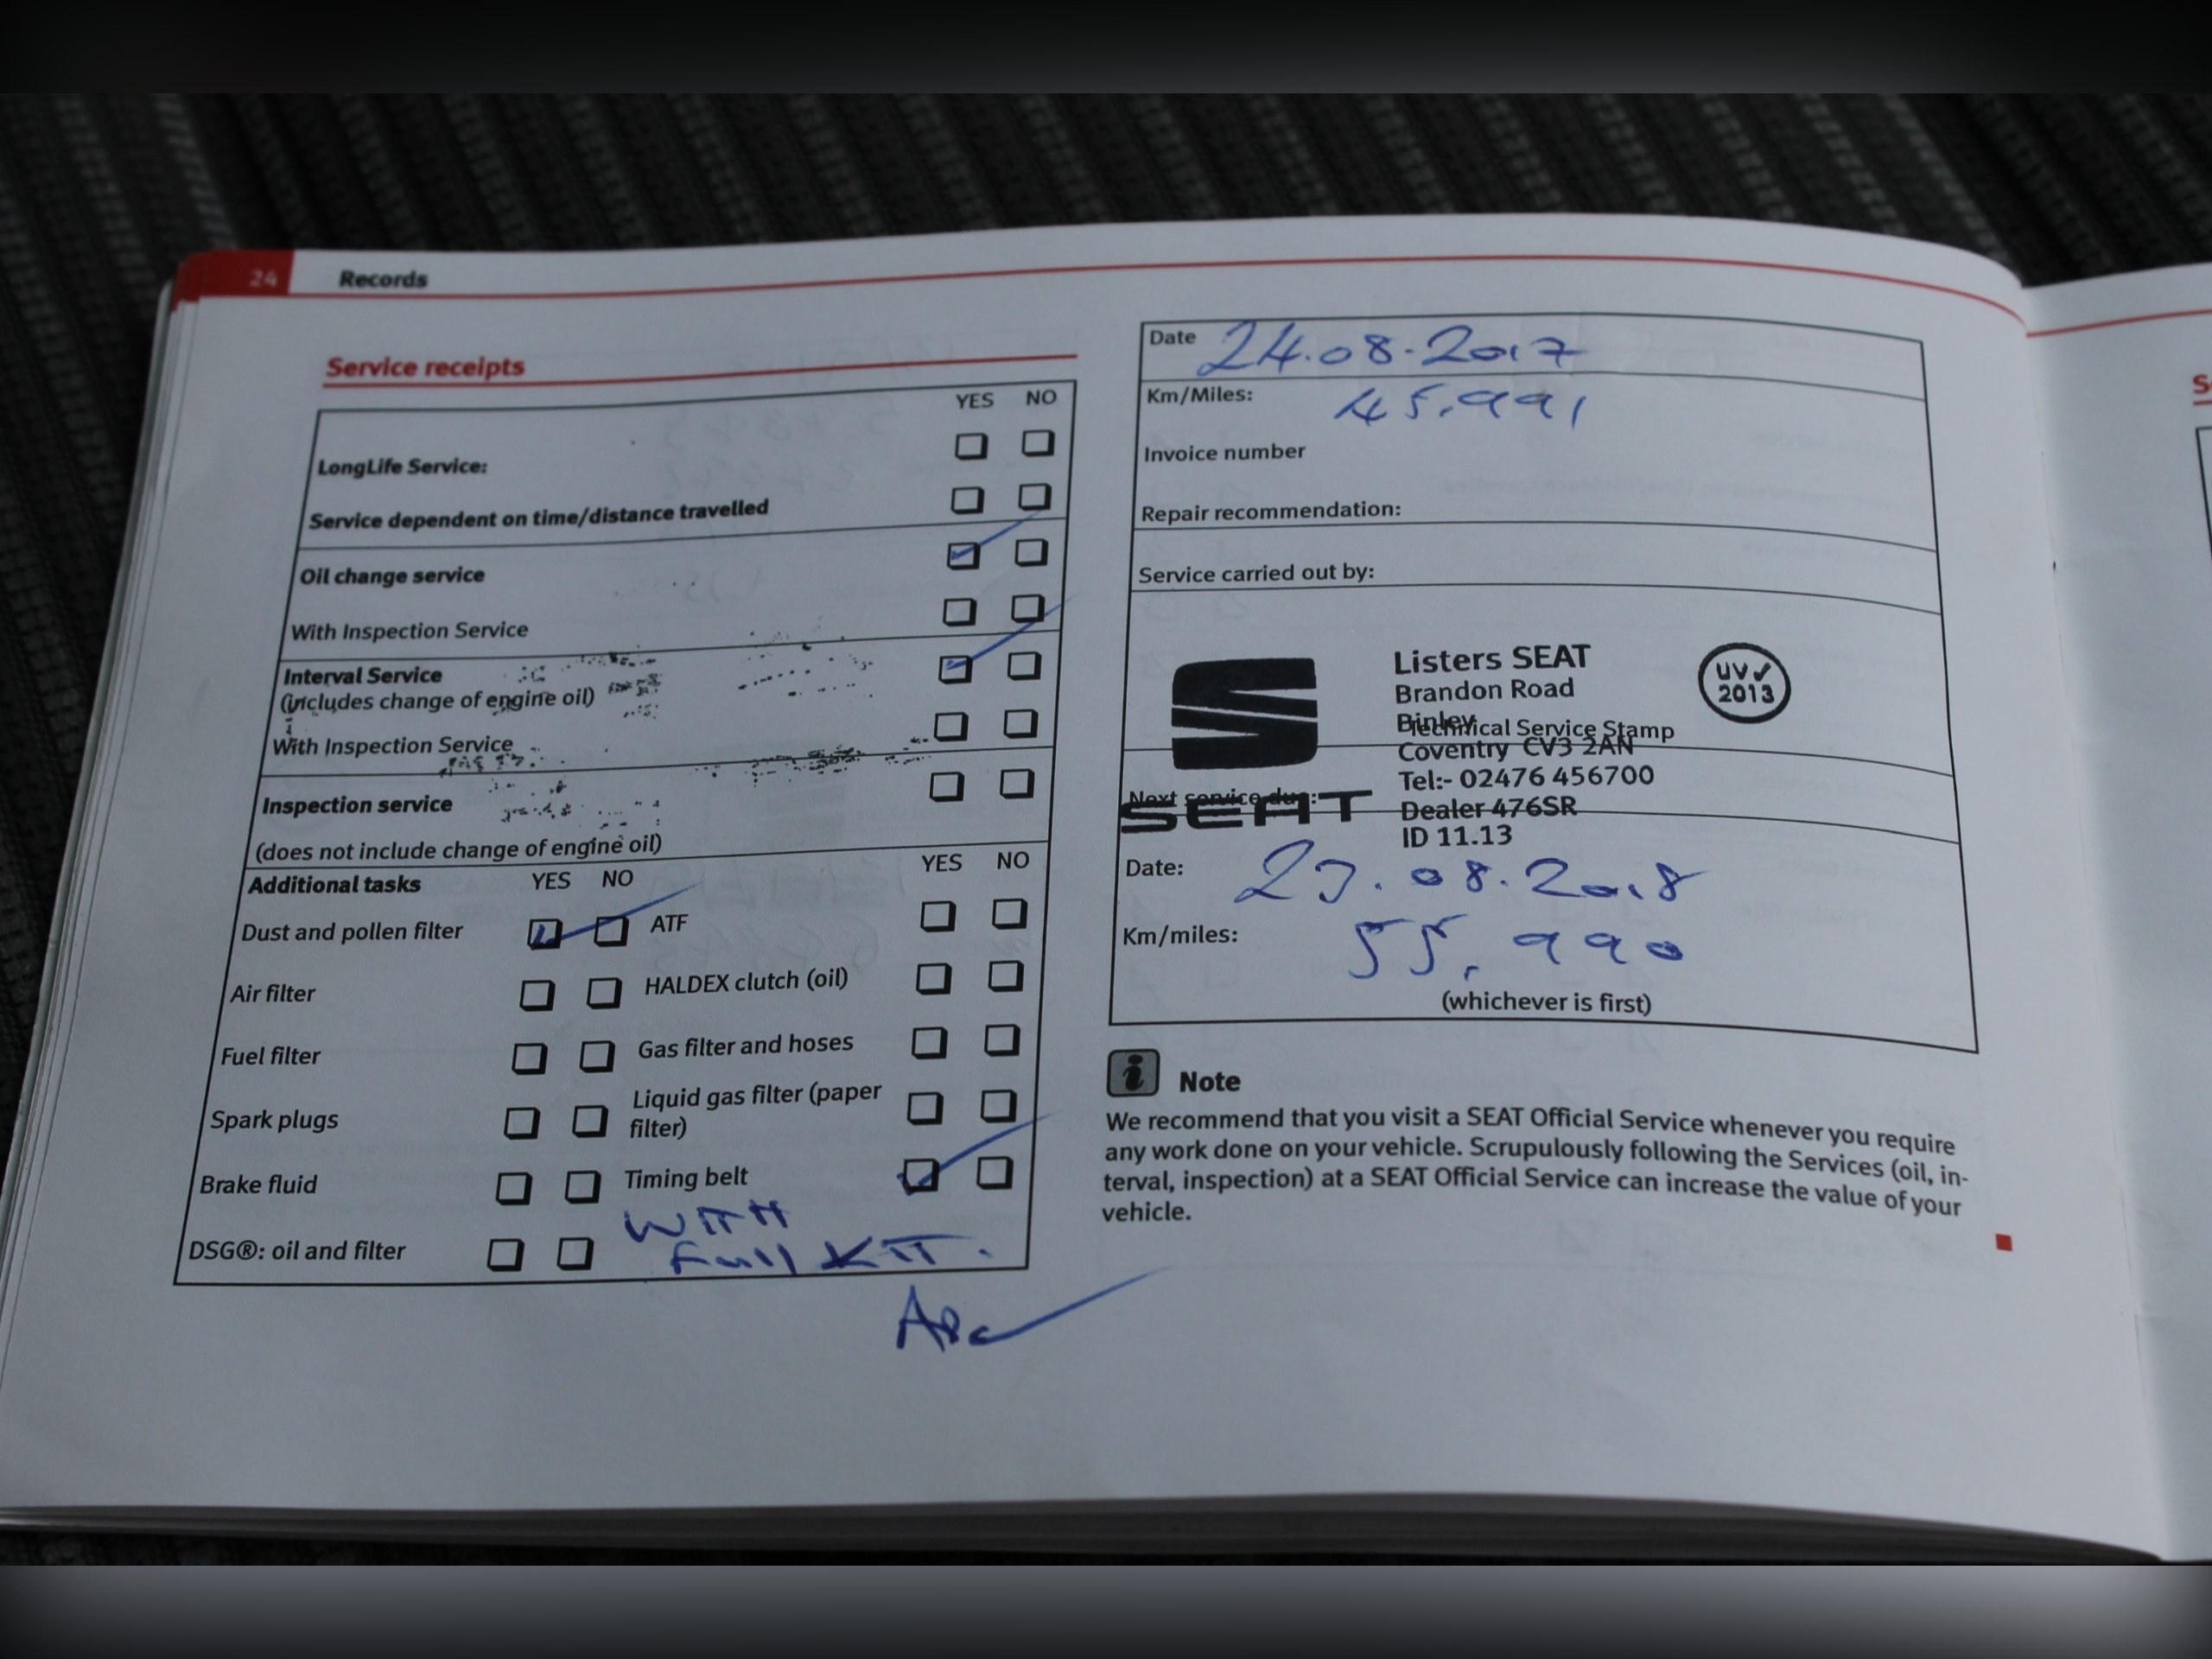 24 Records
Service receipts
YES NO
LongLife Service:
Service dependent on time/distance travelled
Oil change service
With Inspection Service
Interval Service
(includes change of engine oil)
With Inspection Service
Inspection service
(does not include change of engine oil)
Additional tasks YES NO YES NO
Dust and pollen filter ATF
Air filter HALDEX clutch (oil)
Fuel filter Gas filter and hoses
Spark plugs Liquid gas filter (paper
filter)
Brake fluid Timing belt
WITH
DSG®: oil and filter Full KIT.
Date 24.08.2017
Km/Miles: 45,991
Invoice number
Repair recommendation:
Service carried out by:
Listers SEAT
Brandon Road
Binley
Technical Service Stamp
Coventry CV3 2AN
Tel:- 02476 456700
Next service due:
SEAT
Dealer 476SR
ID 11.13
UV✓
2013
Date: 23.08.2018
Km/miles: 55,990
(whichever is first)
i Note
We recommend that you visit a SEAT Official Service whenever you require
any work done on your vehicle. Scrupulously following the Services (oil, in-
terval, inspection) at a SEAT Official Service can increase the value of your
vehicle.